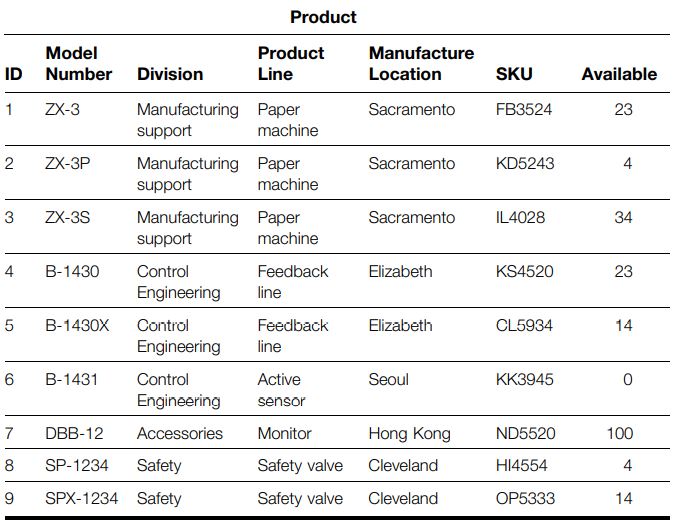 Product
ID Model Number Division Product Line Manufacture Location SKU Available
1 ZX-3 Manufacturing support Paper machine Sacramento FB3524 23
2 ZX-3P Manufacturing support Paper machine Sacramento KD5243 4
3 ZX-3S Manufacturing support Paper machine Sacramento IL4028 34
4 B-1430 Control Engineering Feedback line Elizabeth KS4520 23
5 B-1430X Control Engineering Feedback line Elizabeth CL5934 14
6 B-1431 Control Engineering Active sensor Seoul KK3945 0
7 DBB-12 Accessories Monitor Hong Kong ND5520 100
8 SP-1234 Safety Safety valve Cleveland HI4554 4
9 SPX-1234 Safety Safety valve Cleveland OP5333 14